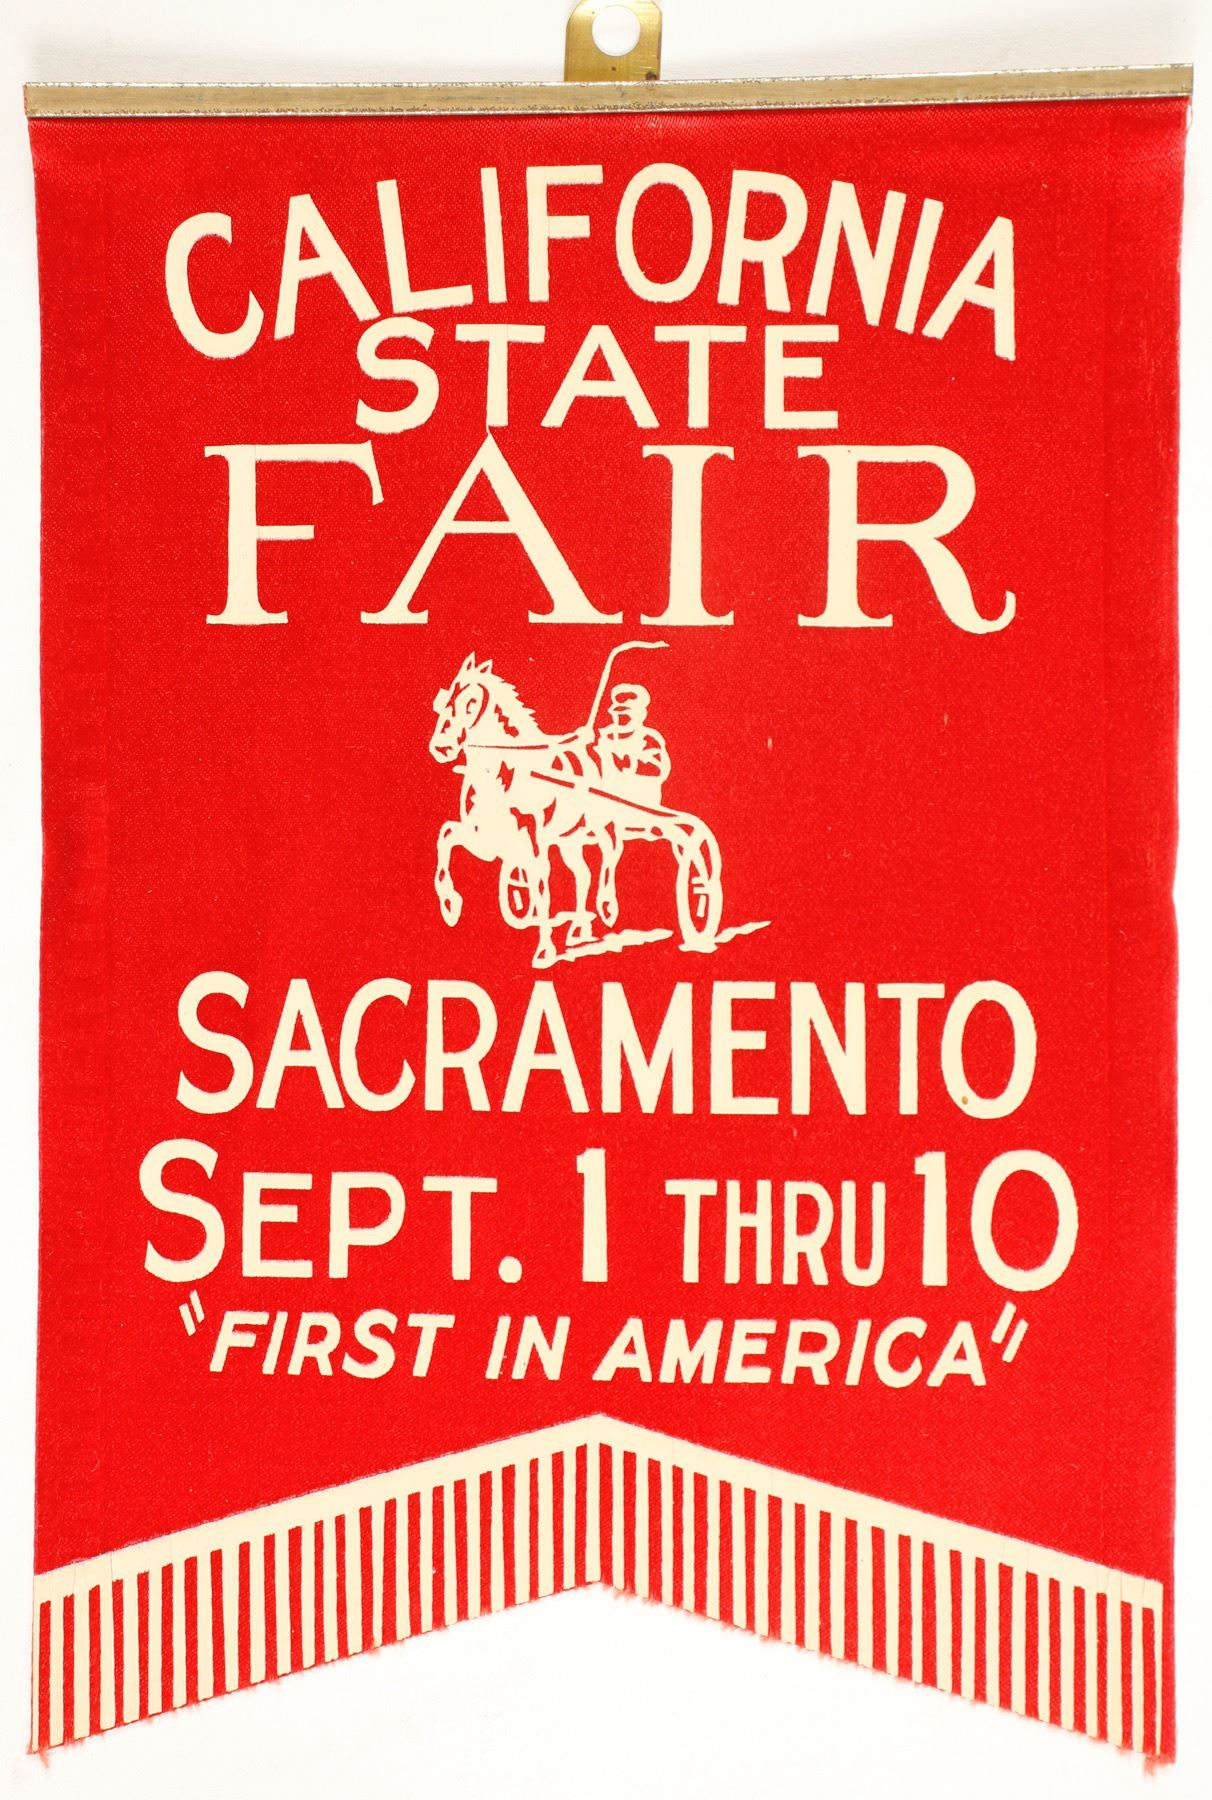 CALIFORNIA
STATE
FAIR
SACRAMENTO
SEPT. 1 THRU 10
"FIRST IN AMERICA"